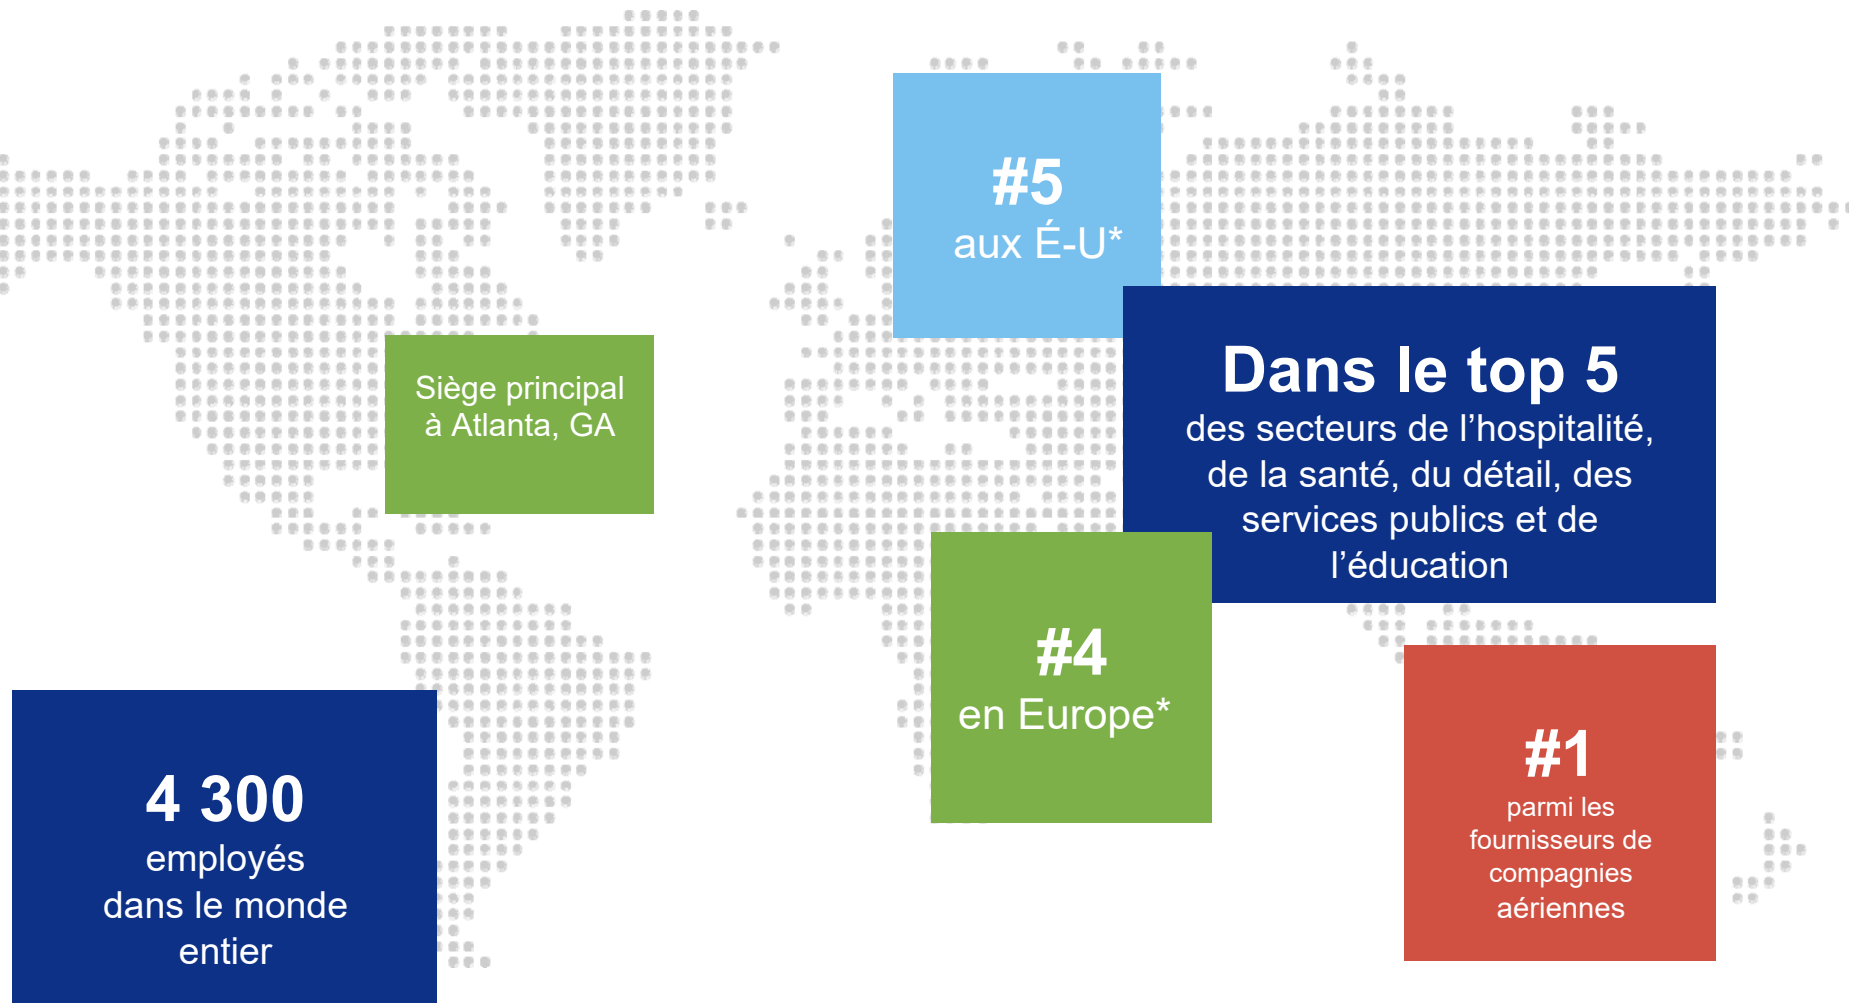 #5
aux É-U*
Siège principal
à Atlanta, GA
Dans le top 5
des secteurs de l’hospitalité,
de la santé, du détail, des
services publics et de
l’éducation
#4
en Europe*
#1
parmi les
fournisseurs de
compagnies
aériennes
4 300
employés
dans le monde
entier